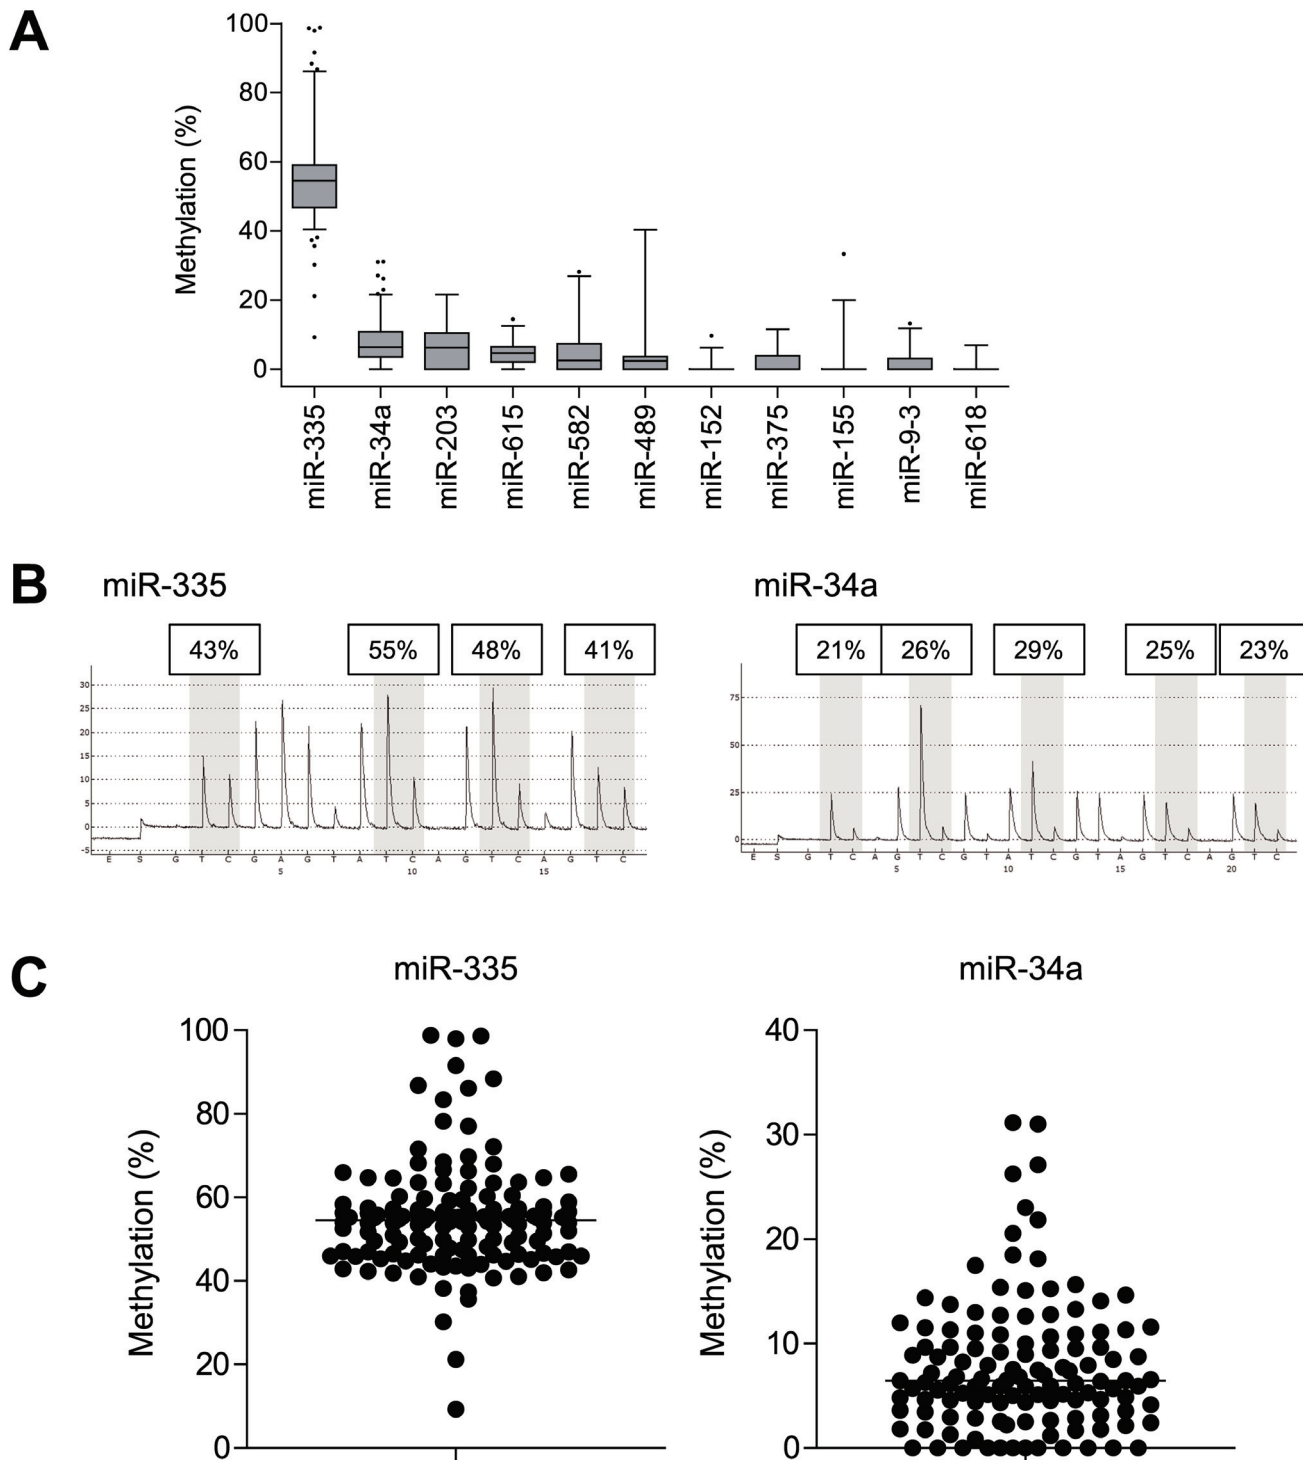 A
Methylation (%)
100
80
60
40
20
0
miR-335
miR-34a
miR-203
miR-615
miR-582
miR-489
miR-152
miR-375
miR-155
miR-9-3
miR-618
B
miR-335
43%
55%
48%
41%
30
25
20
15
10
5
0
-5
E S G T C G A G T A T C A G T C A G T C
5 10 15
miR-34a
21%
26%
29%
25%
23%
75
50
25
0
E S G T C A G T C G T A T C G T A G T C A G T C
5 10 15 20
C
miR-335
Methylation (%)
100
80
60
40
20
0
miR-34a
Methylation (%)
40
30
20
10
0